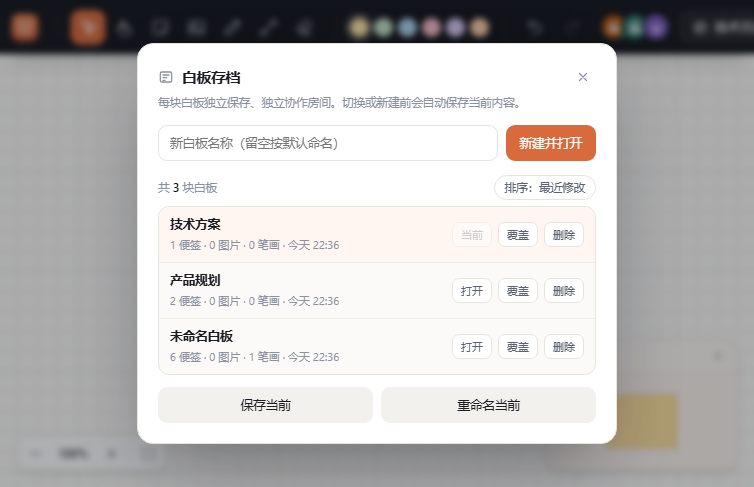 白板存档
每块白板独立保存、独立协作房间。切换或新建前会自动保存当前内容。
新白板名称（留空按默认命名）
新建并打开
共 3 块白板
排序：最近修改
技术方案
1 便签 · 0 图片 · 0 笔画 · 今天 22:36
当前
覆盖
删除
产品规划
2 便签 · 0 图片 · 0 笔画 · 今天 22:36
打开
覆盖
删除
未命名白板
6 便签 · 0 图片 · 1 笔画 · 今天 22:36
打开
覆盖
删除
保存当前
重命名当前